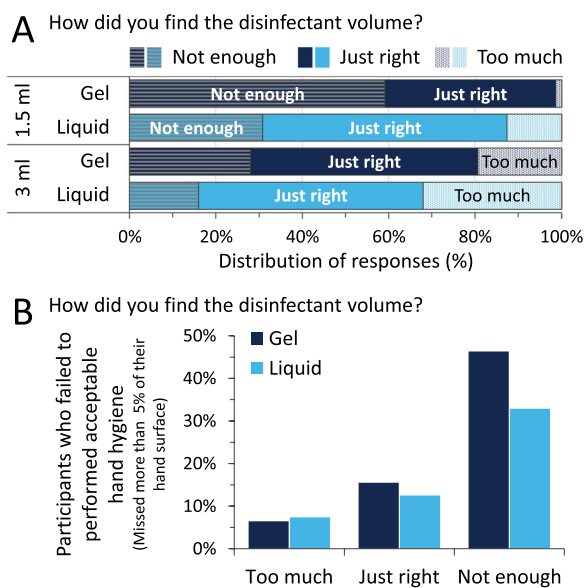 A How did you find the disinfectant volume?
Not enough Just right Too much
1.5 ml
Gel Not enough Just right
Liquid Not enough Just right
3 ml
Gel Just right Too much
Liquid Just right Too much
0% 20% 40% 60% 80% 100%
Distribution of responses (%)
B How did you find the disinfectant volume?
Participants who failed to
performed acceptable
hand hygiene
(Missed more than 5% of their
hand surface)
50%
40%
30%
20%
10%
0%
Gel
Liquid
Too much Just right Not enough